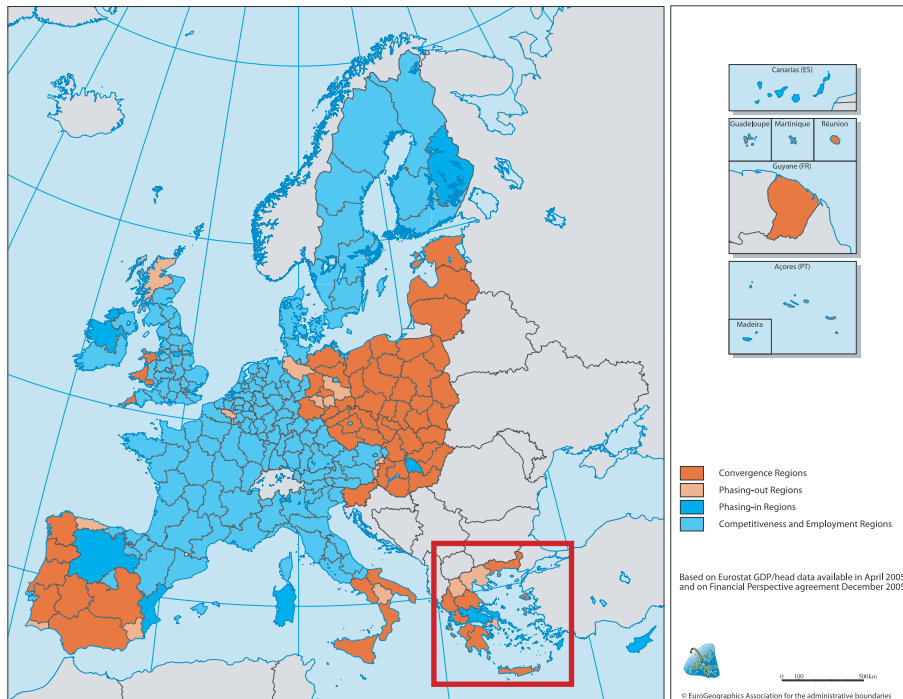 Canarias (ES)
Guadeloupe
Martinique
Réunion
Guyane (FR)
Açores (PT)
Madeira
Convergence Regions
Phasing-out Regions
Phasing-in Regions
Competitiveness and Employment Regions
Based on Eurostat GDP/head data available in April 2005
and on Financial Perspective agreement December 2005
0 100 500km
© EuroGeographics Association for the administrative boundaries